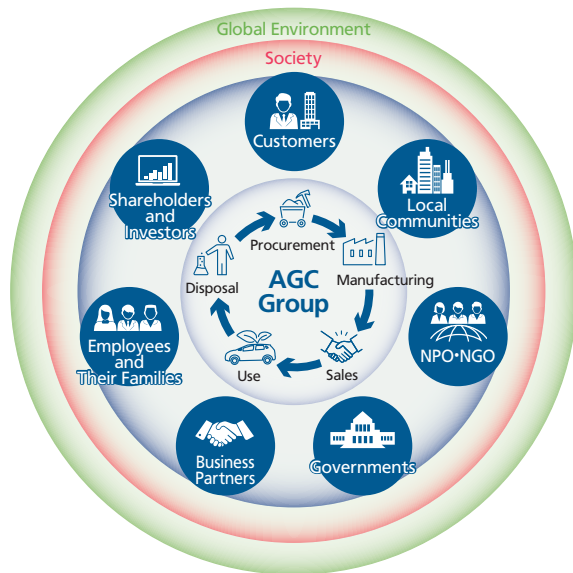 Global Environment
Society
Customers
Local
Communities
NPO•NGO
Governments
Business
Partners
Employees
and
Their Families
Shareholders
and
Investors
Procurement
Manufacturing
Sales
Use
Disposal
AGC
Group